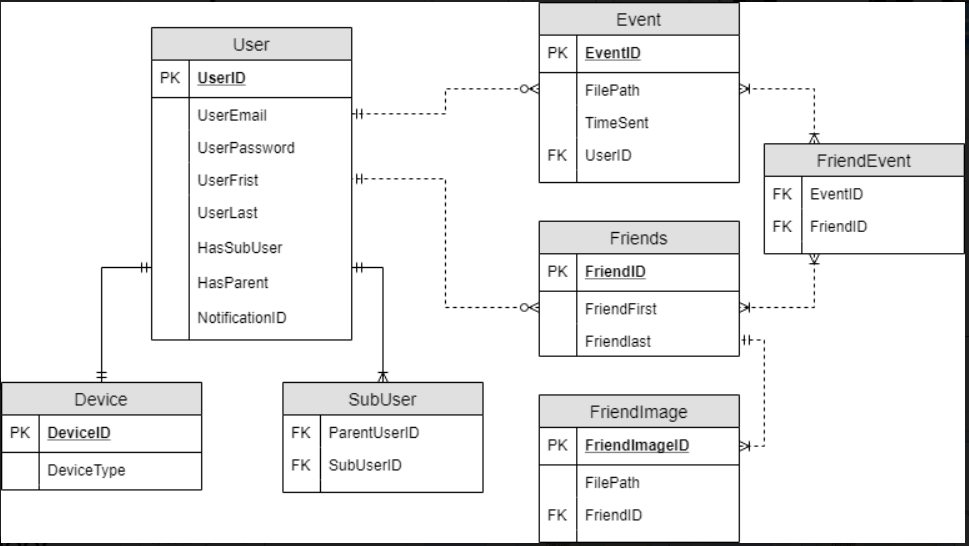 User
PK UserID
UserEmail
UserPassword
UserFrist
UserLast
HasSubUser
HasParent
NotificationID
Event
PK EventID
FilePath
TimeSent
FK UserID
FriendEvent
FK EventID
FK FriendID
Friends
PK FriendID
FriendFirst
Friendlast
Device
PK DeviceID
DeviceType
SubUser
FK ParentUserID
FK SubUserID
FriendImage
PK FriendImageID
FilePath
FK FriendID